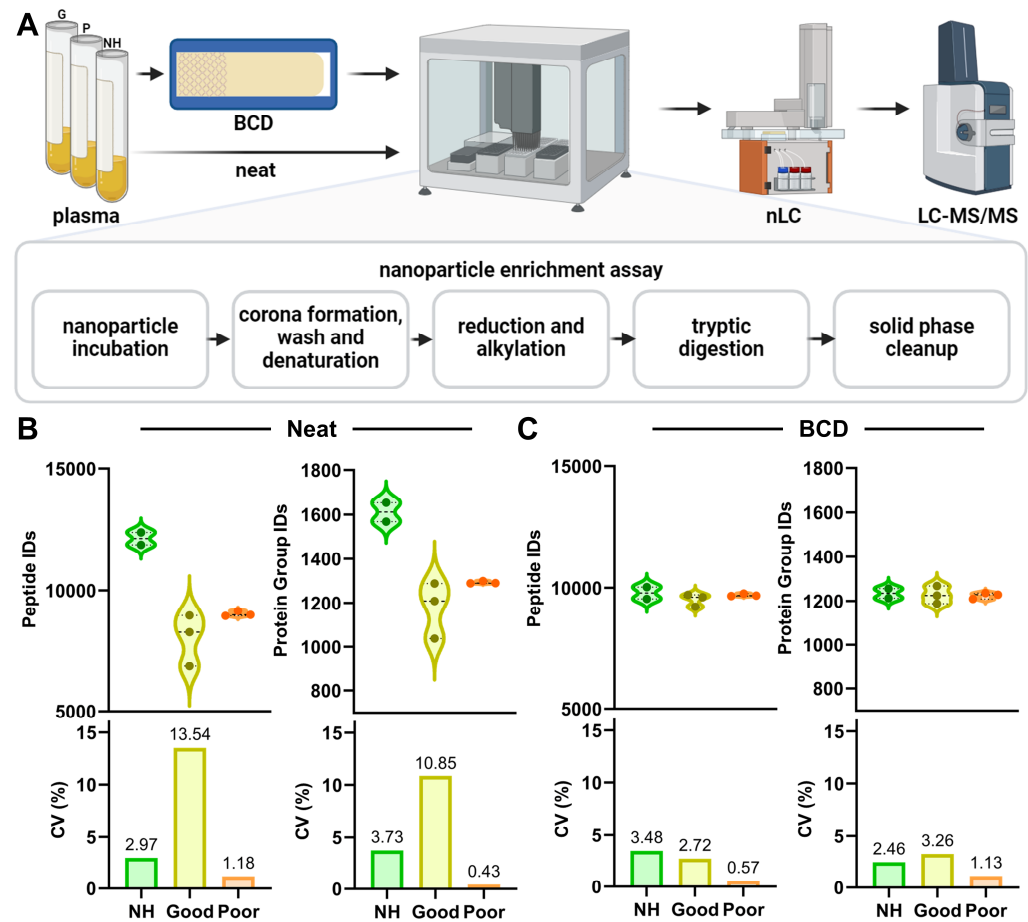 A
G
P
NH
BCD
neat
plasma
nLC
LC-MS/MS
nanoparticle enrichment assay
nanoparticle
incubation
corona formation,
wash and
denaturation
reduction and
alkylation
tryptic
digestion
solid phase
cleanup
B
Neat
Peptide IDs
15000
10000
5000
CV (%)
15
10
5
0
2.97
13.54
1.18
NH Good Poor
Protein Group IDs
1800
1600
1400
1200
1000
800
CV (%)
15
10
5
0
3.73
10.85
0.43
NH Good Poor
C
BCD
Peptide IDs
15000
10000
5000
CV (%)
15
10
5
0
3.48
2.72
0.57
NH Good Poor
Protein Group IDs
1800
1600
1400
1200
1000
800
CV (%)
15
10
5
0
2.46
3.26
1.13
NH Good Poor